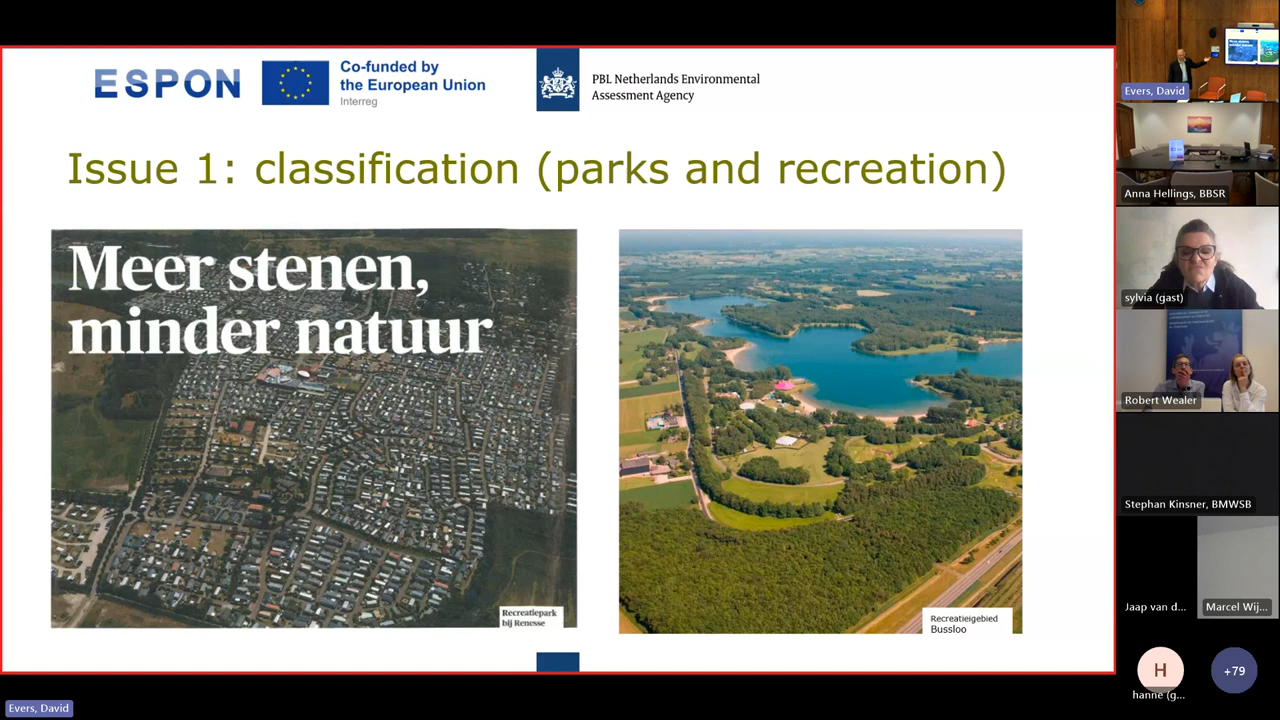 ESPON
Co-funded by
the European Union
Interreg
PBL Netherlands Environmental
Assessment Agency
Issue 1: classification (parks and recreation)
Meer stenen,
minder natuur
Recreatiepark
bij Renesse
Recreatieigebied
Bussloo
Evers, David
Anna Hellings, BBSR
sylvia (gast)
Robert Wealer
Stephan Kinsner, BMWSB
Jaap van d...
Marcel Wij...
H
hanne (g...
+79
Evers, David